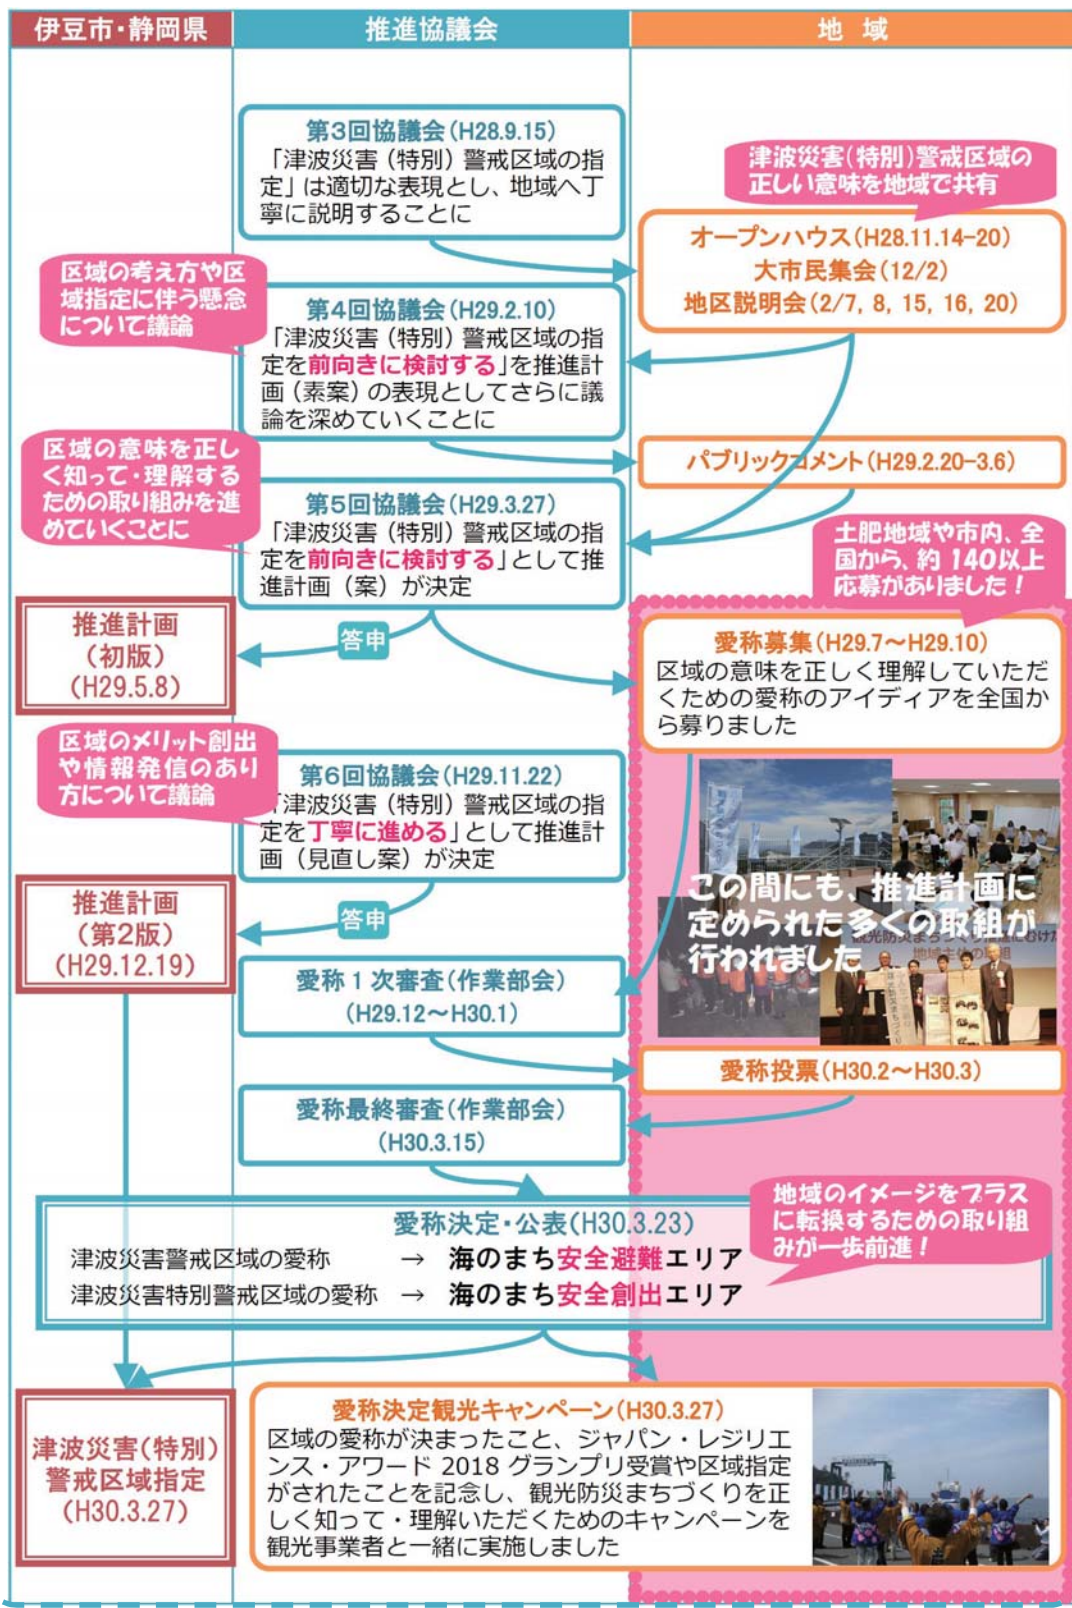 伊豆市・静岡県
推進協議会
地 域
第3回協議会(H28.9.15)
「津波災害(特別)警戒区域の指
定」は適切な表現とし、地域へ丁
寧に説明することに
津波災害(特別)警戒区域の
正しい意味を地域で共有
オープンハウス(H28.11.14-20)
大市民集会(12/2)
地区説明会(2/7, 8, 15, 16, 20)
区域の考え方や区
域指定に伴う懸念
について議論
第4回協議会(H29.2.10)
「津波災害(特別)警戒区域の指
定を前向きに検討する」を推進計
画(素案)の表現としてさらに議
論を深めていくことに
パブリックコメント(H29.2.20-3.6)
区域の意味を正し
く知って・理解する
ための取り組みを進
めていくことに
第5回協議会(H29.3.27)
「津波災害(特別)警戒区域の指
定を前向きに検討する」として推
進計画(案)が決定
土肥地域や市内、全
国から、約 140以上
応募がありました!
推進計画
(初版)
(H29.5.8)
答申
愛称募集(H29.7~H29.10)
区域の意味を正しく理解していただ
くための愛称のアイディアを全国か
ら募りました
区域のメリット創出
や情報発信のあり
方について議論
第6回協議会(H29.11.22)
「津波災害(特別)警戒区域の指
定を丁寧に進める」として推進計
画(見直し案)が決定
この間にも、推進計画に
定められた多くの取組が
行われました
観光防災まちづくり推進にむけた
地域主体の取組
推進計画
(第2版)
(H29.12.19)
答申
愛称1次審査(作業部会)
(H29.12~H30.1)
愛称投票(H30.2~H30.3)
愛称最終審査(作業部会)
(H30.3.15)
地域のイメージをプラス
に転換するための取り組
みが一歩前進!
愛称決定・公表(H30.3.23)
津波災害警戒区域の愛称 → 海のまち安全避難エリア
津波災害特別警戒区域の愛称 → 海のまち安全創出エリア
津波災害(特別)
警戒区域指定
(H30.3.27)
愛称決定観光キャンペーン(H30.3.27)
区域の愛称が決まったこと、ジャパン・レジリエ
ンス・アワード 2018 グランプリ受賞や区域指定
がされたことを記念し、観光防災まちづくりを正
しく知って・理解いただくためのキャンペーンを
観光事業者と一緒に実施しました